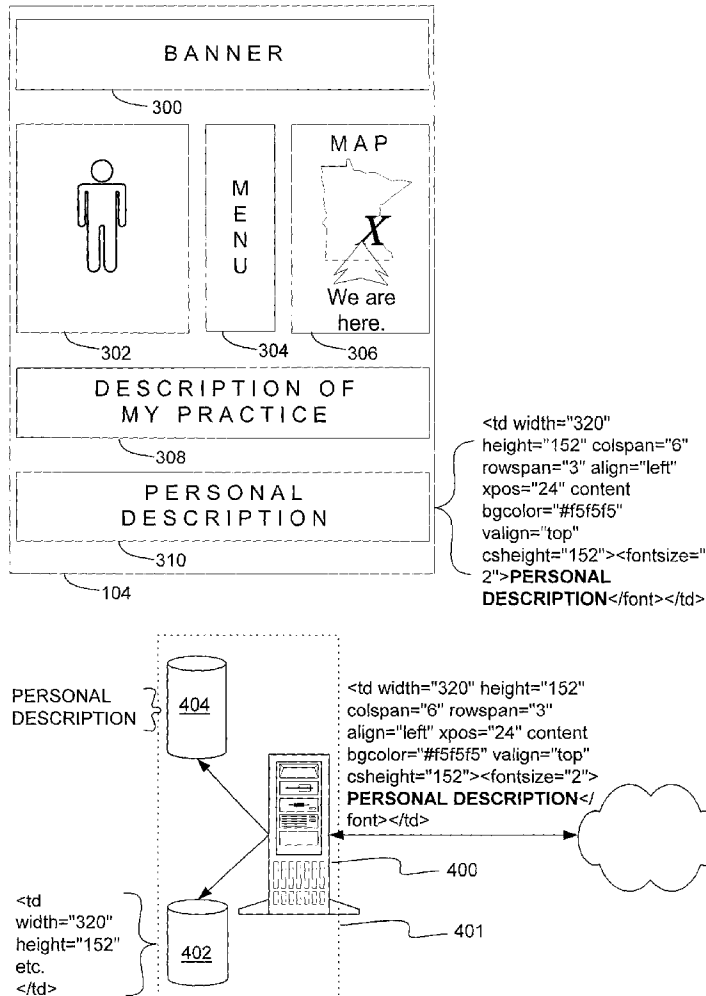 BANNER
300
MENU
MAP
X
We are
here.
302
304
306
DESCRIPTION OF
MY PRACTICE
308
PERSONAL
DESCRIPTION
310
104
<td width="320"
height="152" colspan="6"
rowspan="3" align="left"
xpos="24" content
bgcolor="#f5f5f5"
valign="top"
csheight="152"><fontsize="
2">PERSONAL
DESCRIPTION</font></td>
PERSONAL
DESCRIPTION
404
<td width="320" height="152"
colspan="6" rowspan="3"
align="left" xpos="24" content
bgcolor="#f5f5f5" valign="top"
csheight="152"><fontsize="2">
PERSONAL DESCRIPTION</
font></td>
400
401
<td
width="320"
height="152"
etc.
</td>
402